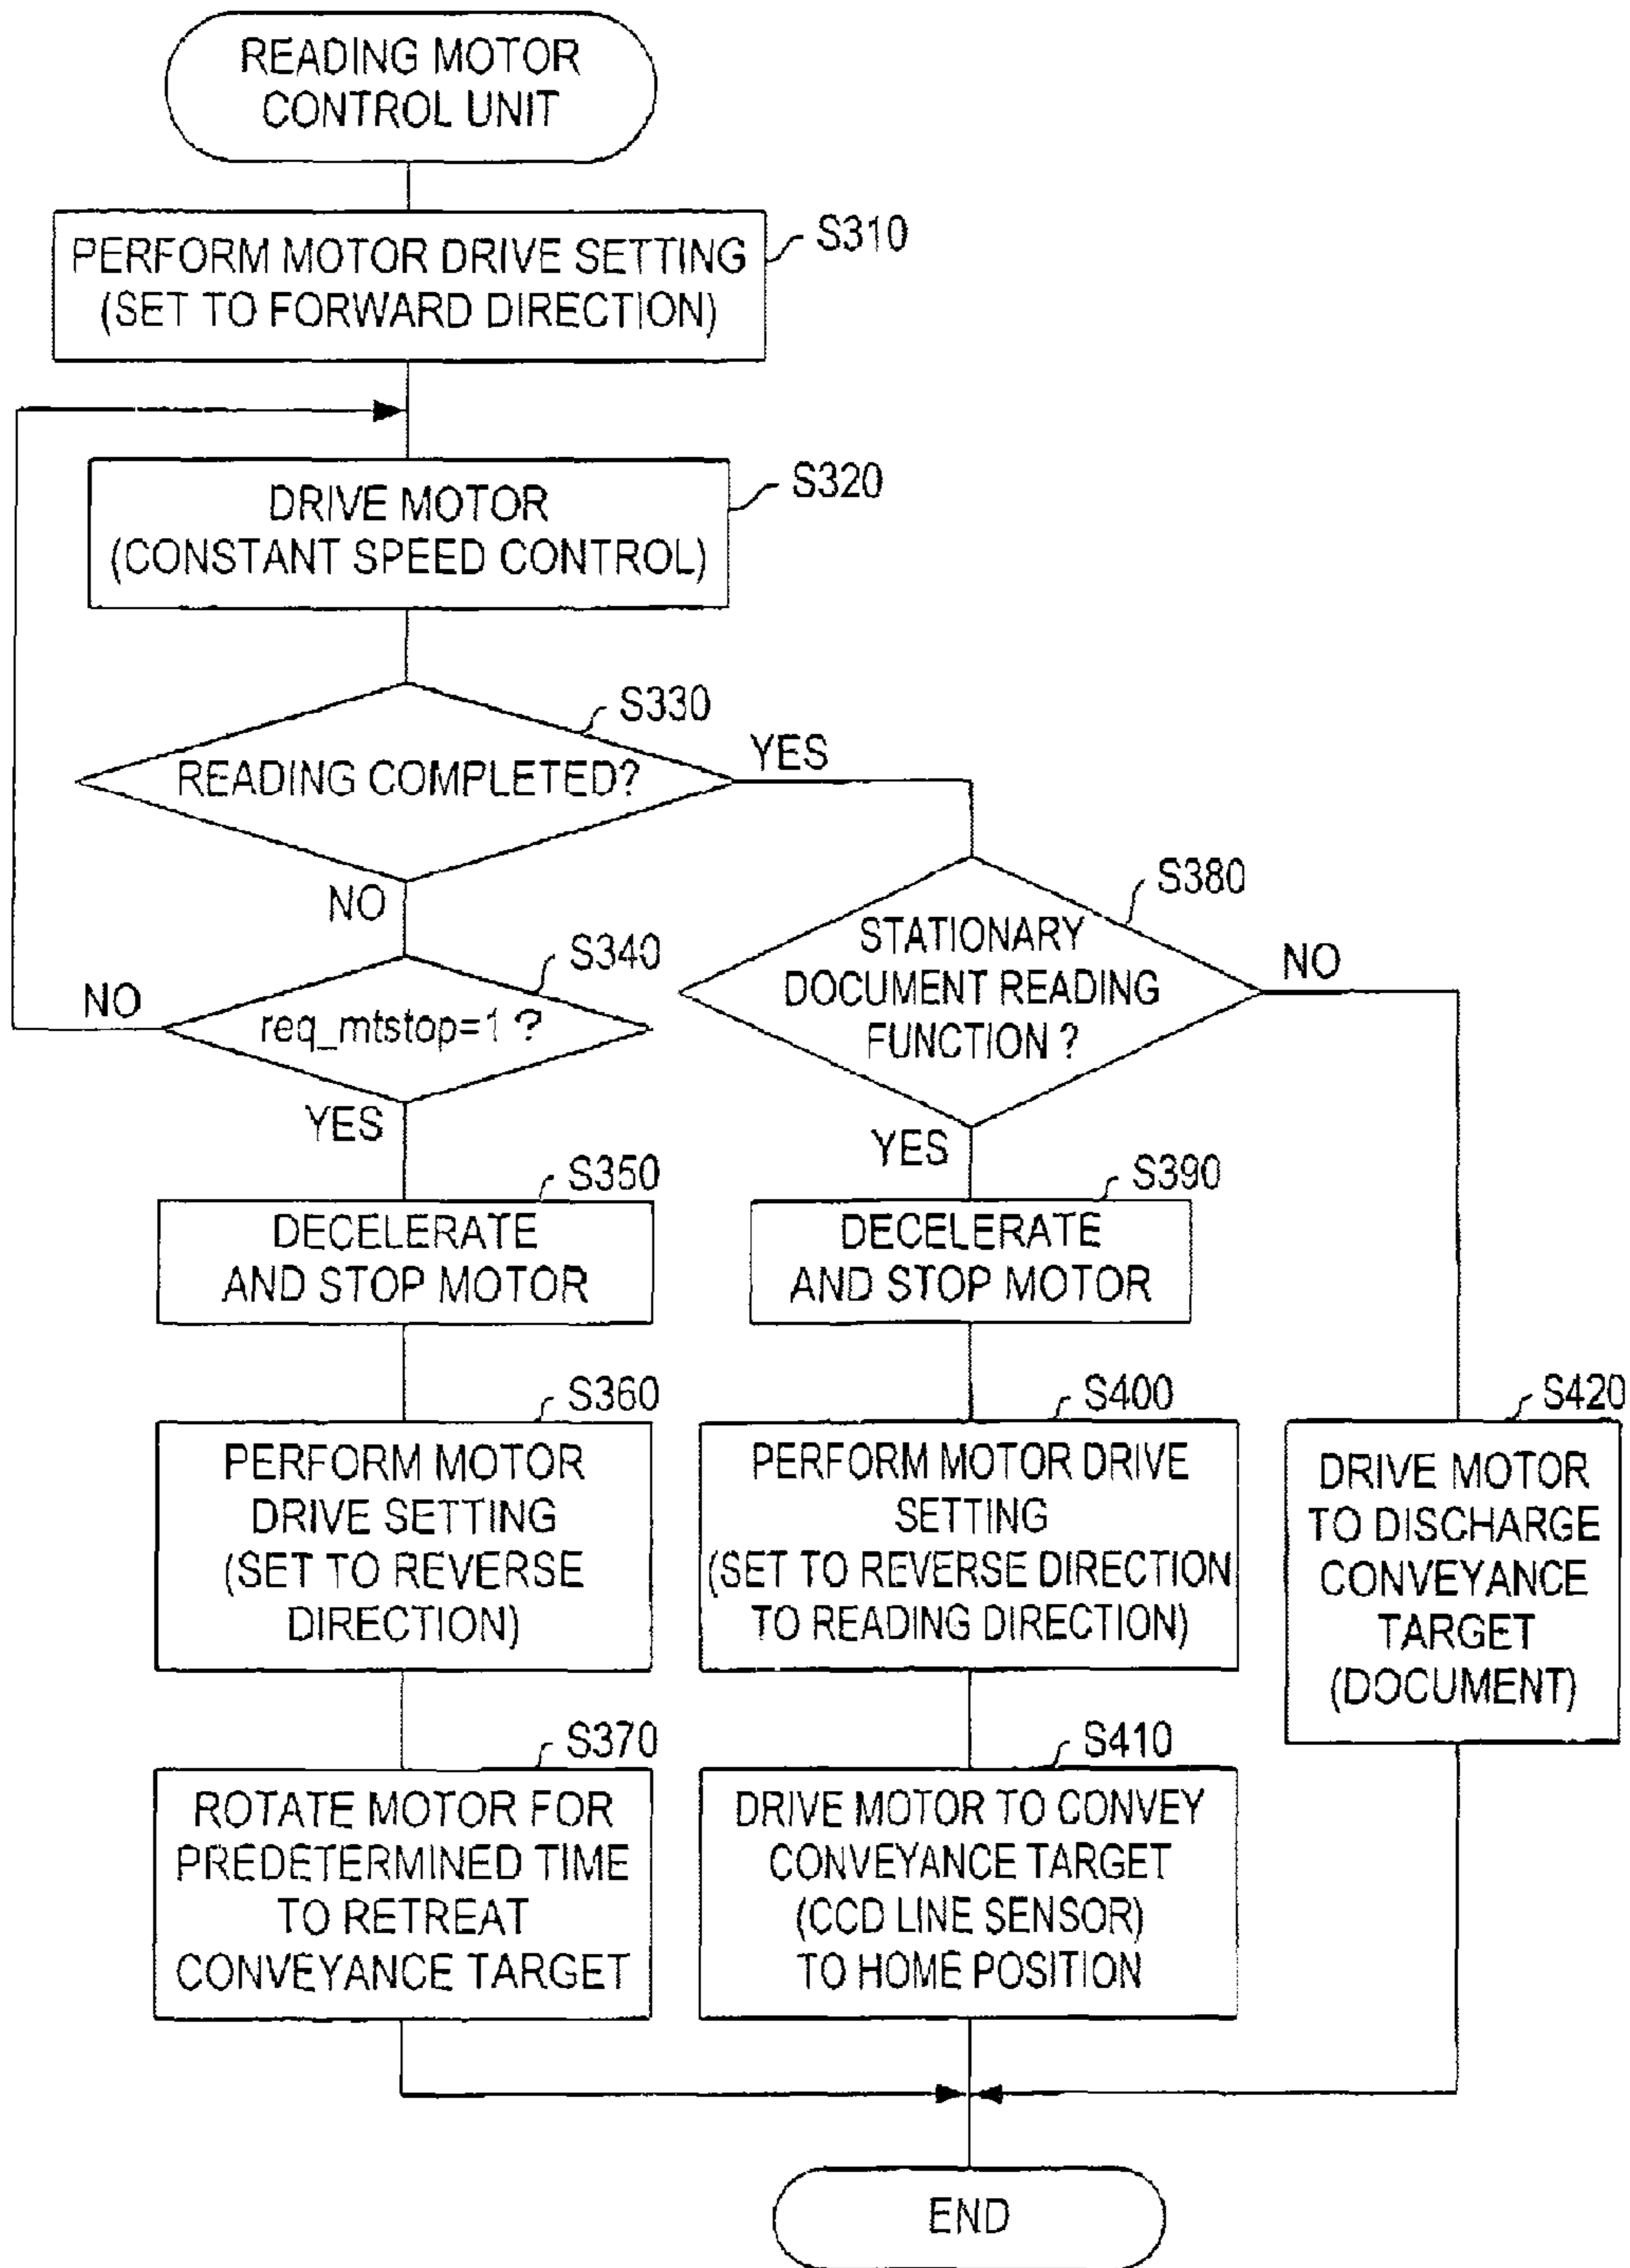 READING MOTOR
CONTROL UNIT
S310
PERFORM MOTOR DRIVE SETTING
(SET TO FORWARD DIRECTION)
S320
DRIVE MOTOR
(CONSTANT SPEED CONTROL)
S330
READING COMPLETED?
YES
NO
S340
req_mtstop=1 ?
NO
YES
S350
DECELERATE
AND STOP MOTOR
S360
PERFORM MOTOR
DRIVE SETTING
(SET TO REVERSE
DIRECTION)
S370
ROTATE MOTOR FOR
PREDETERMINED TIME
TO RETREAT
CONVEYANCE TARGET
S380
STATIONARY
DOCUMENT READING
FUNCTION ?
NO
YES
S390
DECELERATE
AND STOP MOTOR
S400
PERFORM MOTOR DRIVE
SETTING
(SET TO REVERSE DIRECTION
TO READING DIRECTION)
S410
DRIVE MOTOR TO CONVEY
CONVEYANCE TARGET
(CCD LINE SENSOR)
TO HOME POSITION
S420
DRIVE MOTOR
TO DISCHARGE
CONVEYANCE
TARGET
(DOCUMENT)
END